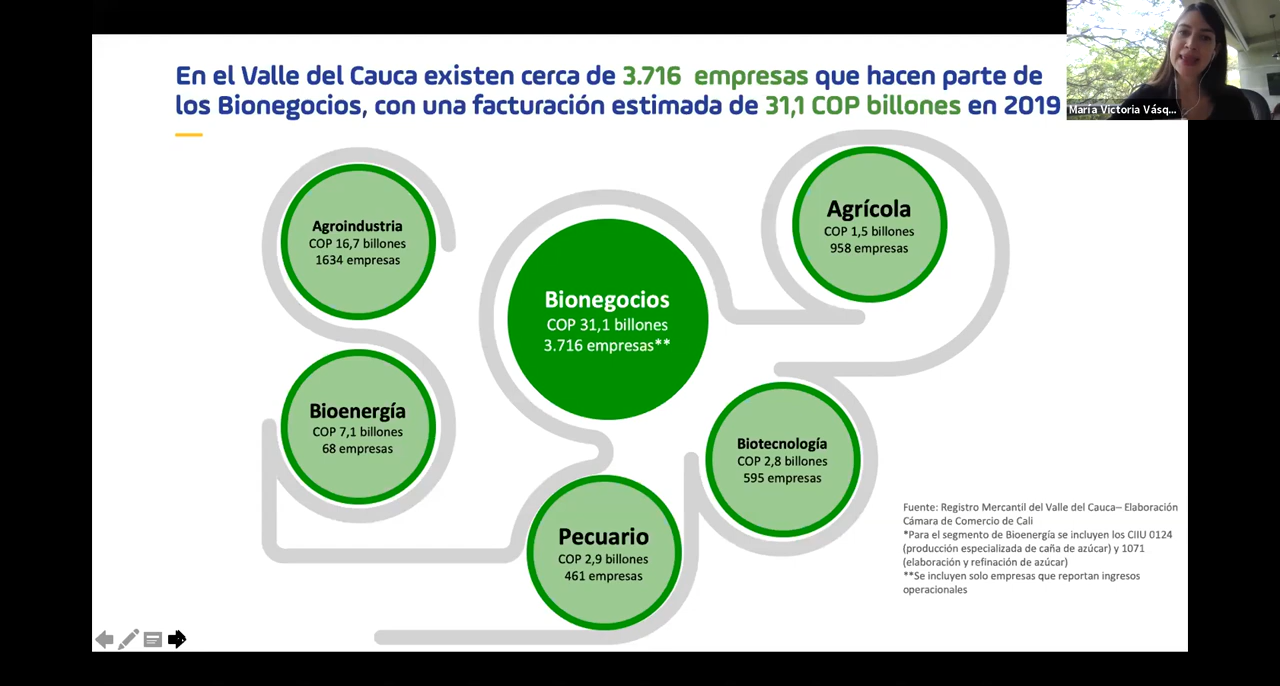 En el Valle del Cauca existen cerca de 3.716 empresas que hacen parte de
los Bionegocios, con una facturación estimada de 31,1 COP billones en 2019
María Victoria Vásq...
Agroindustria
COP 16,7 billones
1634 empresas
Bionegocios
COP 31,1 billones
3.716 empresas**
Agrícola
COP 1,5 billones
958 empresas
Bioenergía
COP 7,1 billones
68 empresas
Biotecnología
COP 2,8 billones
595 empresas
Pecuario
COP 2,9 billones
461 empresas
Fuente: Registro Mercantil del Valle del Cauca– Elaboración
Cámara de Comercio de Cali
*Para el segmento de Bioenergía se incluyen los CIIU 0124
(producción especializada de caña de azúcar) y 1071
(elaboración y refinación de azúcar)
**Se incluyen solo empresas que reportan ingresos
operacionales